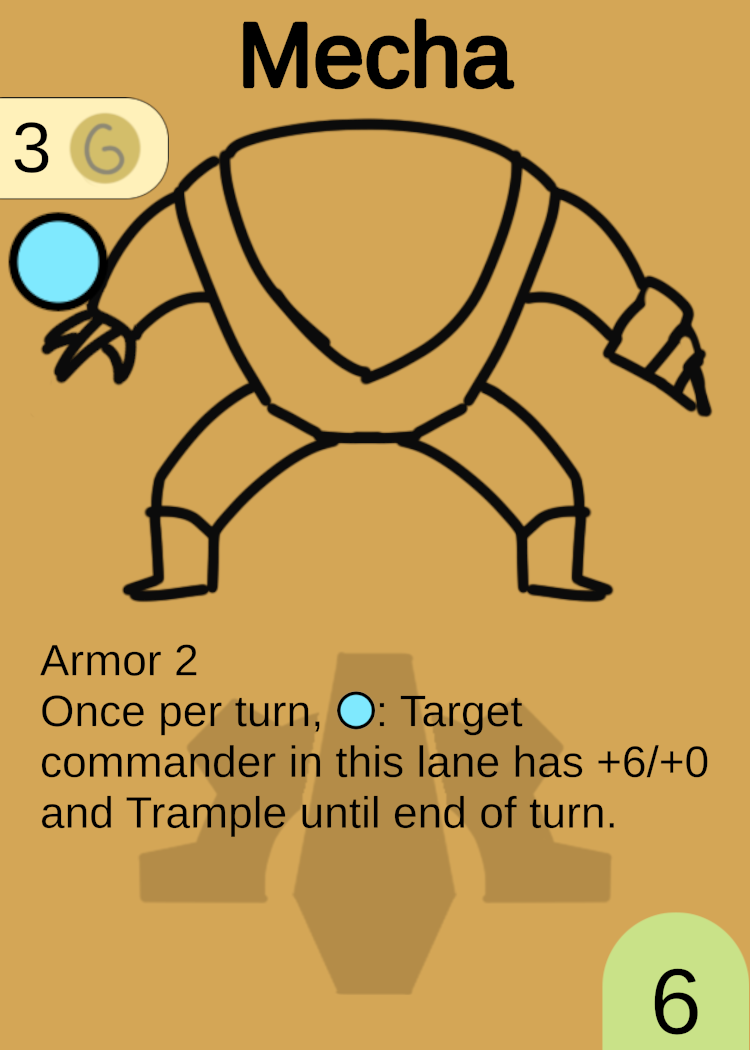 Mecha
3 G
Armor 2
Once per turn, : Target
commander in this lane has +6/+0
and Trample until end of turn.
6